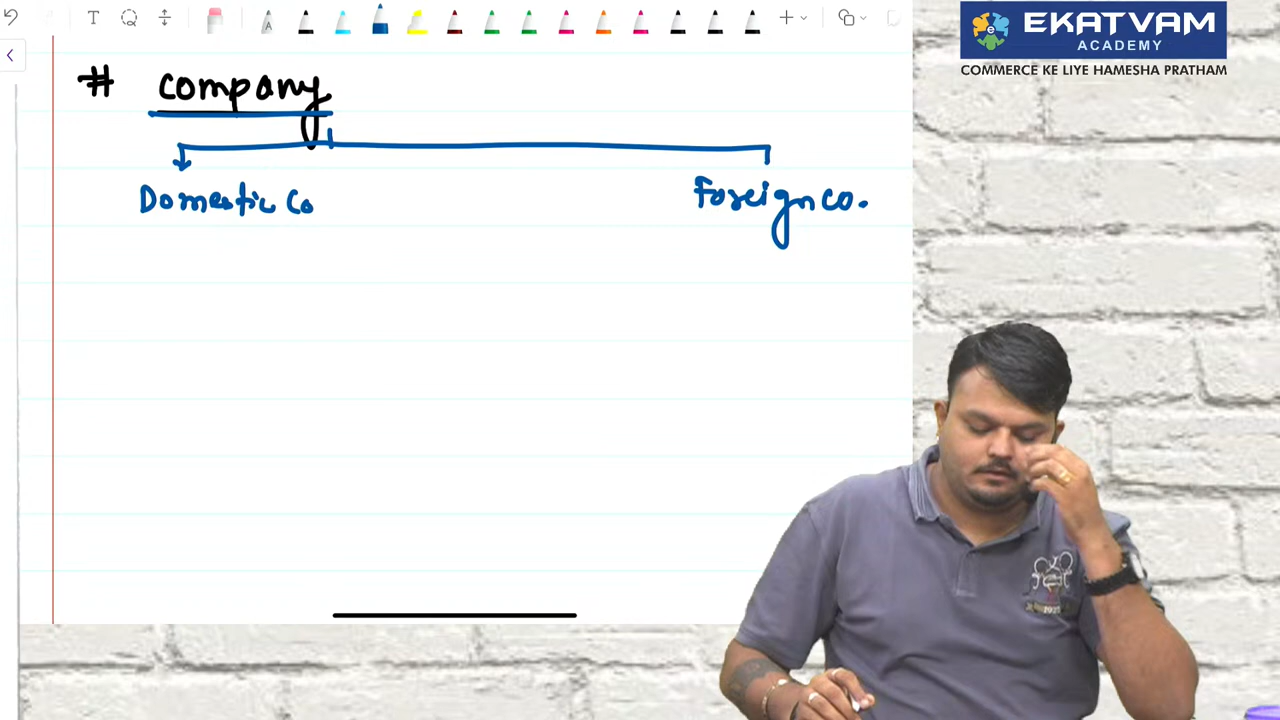 EKATVAM
ACADEMY
COMMERCE KE LIYE HAMESHA PRATHAM
# company
Domestic Co
Foreign co.